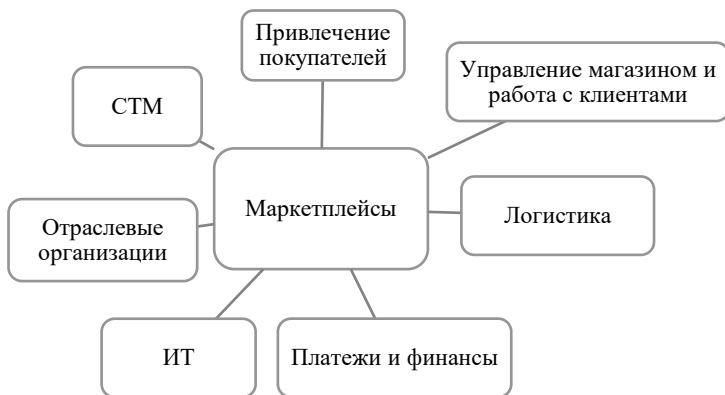 Привлечение
покупателей
Управление магазином и
работа с клиентами
СТМ
Маркетплейсы
Логистика
Отраслевые
организации
ИТ
Платежи и финансы